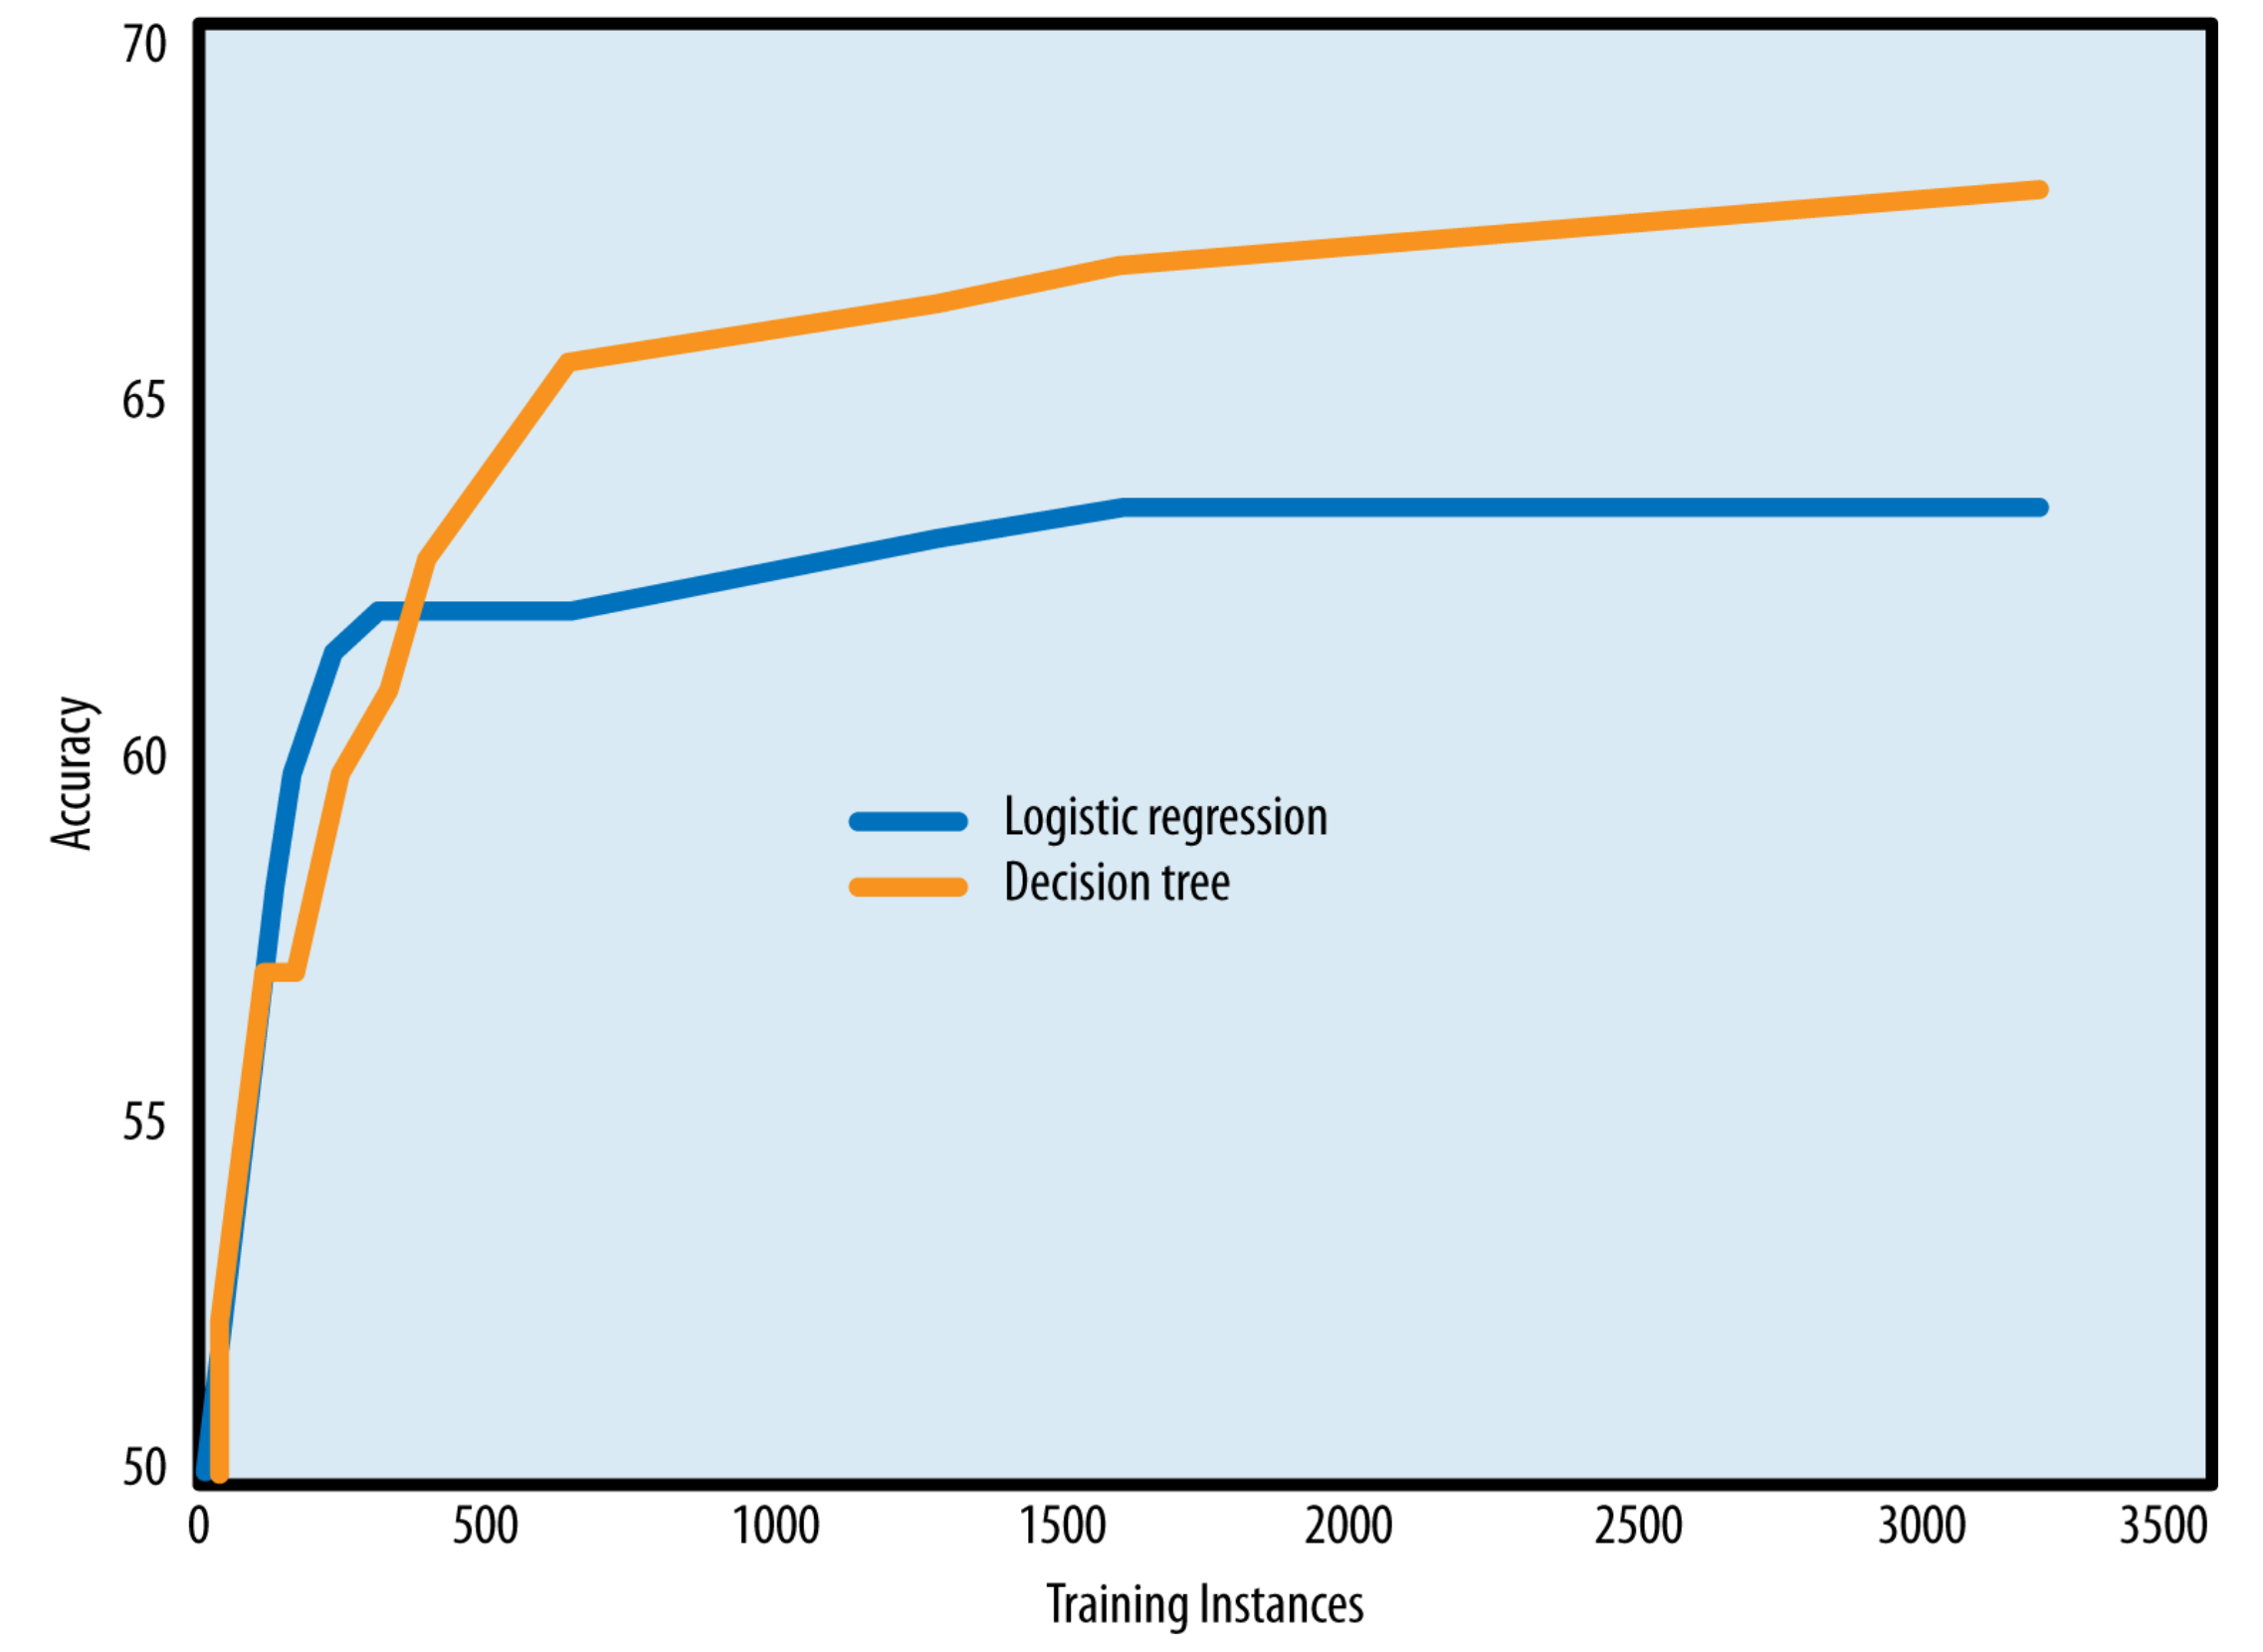 70
65
60
55
50
Accuracy
Logistic regression
Decision tree
0 500 1000 1500 2000 2500 3000 3500
Training Instances